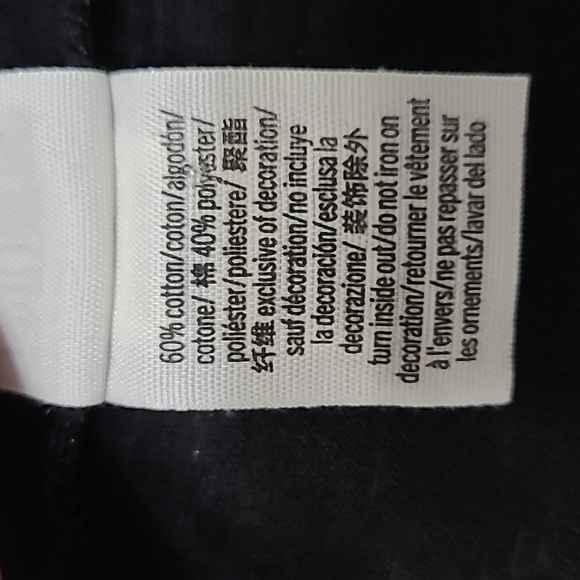 60% cotton/coton/algodón/
cotone/ 棉 40% polyester/
poliéster/poliestere/ 聚酯
纤维 exclusive of decoration/
sauf décoration/no incluye
la decoración/esclusa la
decorazione/ 装饰除外
turn inside out/do not iron on
decoration/retourner le vêtement
à l'envers/ne pas repasser sur
les ornements/lavar del lado